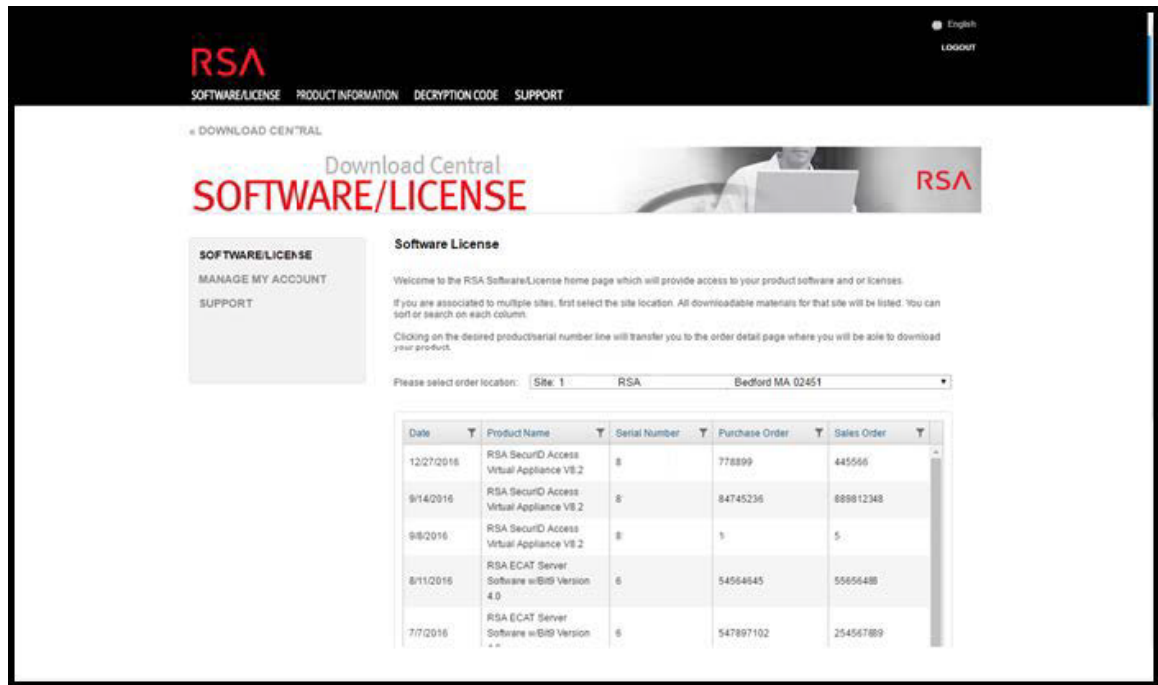 English
LOGOUT
RSA
SOFTWARE/LICENSE PRODUCT INFORMATION DECRYPTION CODE SUPPORT
« DOWNLOAD CENTRAL
Download Central
SOFTWARE/LICENSE
RSA
SOFTWARE/LICENSE
MANAGE MY ACCOUNT
SUPPORT
Software License
Welcome to the RSA Software/License home page which will provide access to your product software and or licenses.
If you are associated to multiple sites, first select the site location. All downloadable materials for that site will be listed. You can
sort or search on each column.
Clicking on the desired product/serial number line will transfer you to the order detail page where you will be able to download
your product.
Please select order location: Site: 1 RSA Bedford MA 02451
Date Product Name Serial Number Purchase Order Sales Order
12/27/2016 RSA SecurID Access
Virtual Appliance V8.2 8 778899 445566
9/14/2016 RSA SecurID Access
Virtual Appliance V8.2 8 84745236 889812348
9/8/2016 RSA SecurID Access
Virtual Appliance V8.2 8 5
RSA ECAT Server
8/11/2016 Software w/Bit9 Version 6 54564645
4.0
RSA ECAT Server
7/7/2016 Software w/Bit9 Version 6 547897102